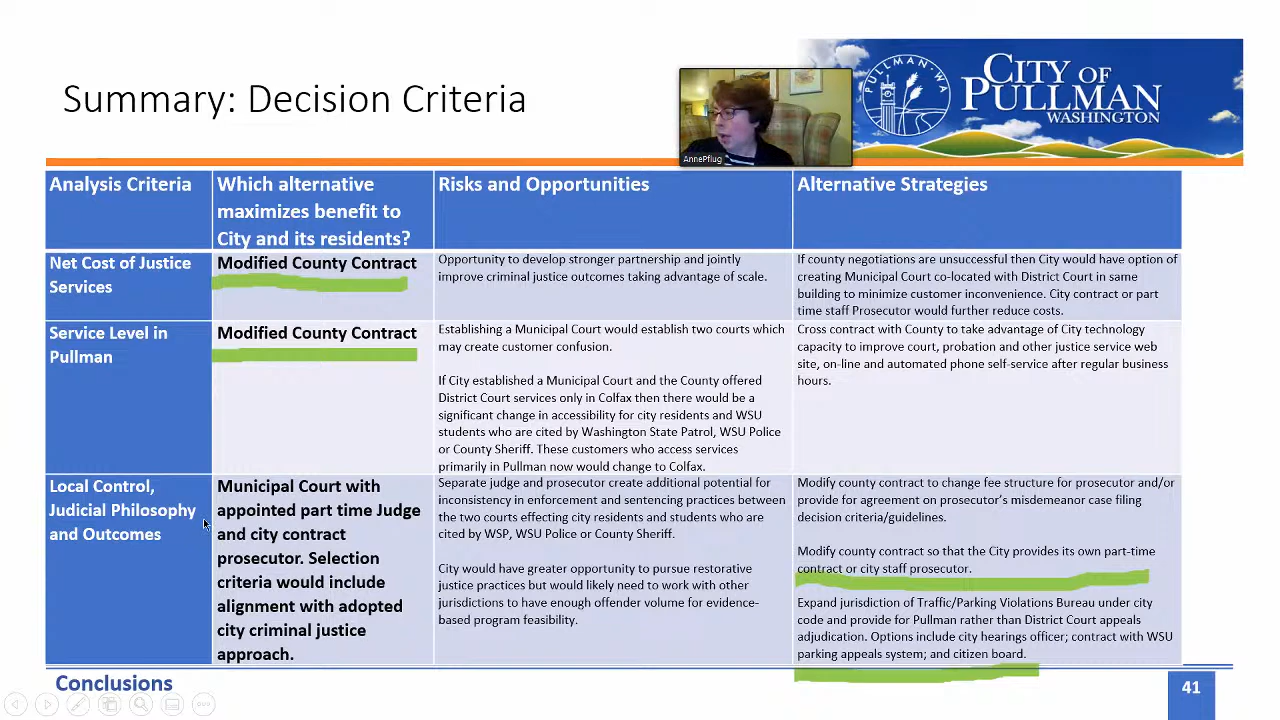 Summary: Decision Criteria
AnnePflug
PULLMAN·WA
CITY OF
PULLMAN
WASHINGTON
Analysis Criteria
Which alternative
maximizes benefit to
City and its residents?
Risks and Opportunities
Alternative Strategies
Net Cost of Justice
Services
Modified County Contract
Opportunity to develop stronger partnership and jointly
improve criminal justice outcomes taking advantage of scale.
If county negotiations are unsuccessful then City would have option of
creating Municipal Court co-located with District Court in same
building to minimize customer inconvenience. City contract or part
time staff Prosecutor would further reduce costs.
Service Level in
Pullman
Modified County Contract
Establishing a Municipal Court would establish two courts which
may create customer confusion.
If City established a Municipal Court and the County offered
District Court services only in Colfax then there would be a
significant change in accessibility for city residents and WSU
students who are cited by Washington State Patrol, WSU Police
or County Sheriff. These customers who access services
primarily in Pullman now would change to Colfax.
Cross contract with County to take advantage of City technology
capacity to improve court, probation and other justice service web
site, on-line and automated phone self-service after regular business
hours.
Local Control,
Judicial Philosophy
and Outcomes
Municipal Court with
appointed part time Judge
and city contract
prosecutor. Selection
criteria would include
alignment with adopted
city criminal justice
approach.
Separate judge and prosecutor create additional potential for
inconsistency in enforcement and sentencing practices between
the two courts effecting city residents and students who are
cited by WSP, WSU Police or County Sheriff.
City would have greater opportunity to pursue restorative
justice practices but would likely need to work with other
jurisdictions to have enough offender volume for evidence-
based program feasibility.
Modify county contract to change fee structure for prosecutor and/or
provide for agreement on prosecutor's misdemeanor case filing
decision criteria/guidelines.
Modify county contract so that the City provides its own part-time
contract or city staff prosecutor.
Expand jurisdiction of Traffic/Parking Violations Bureau under city
code and provide for Pullman rather than District Court appeals
adjudication. Options include city hearings officer; contract with WSU
parking appeals system; and citizen board.
Conclusions
41